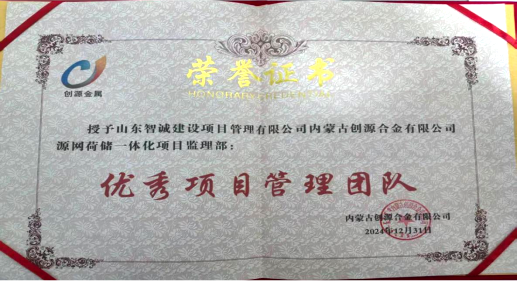 创源金属
荣誉证书
授予山东智诚建设项目管理有限公司内蒙古创源合金有限公司
源网荷储一体化项目监理部：
优秀项目管理团队
内蒙古创源合金有限公司
2024年12月31日